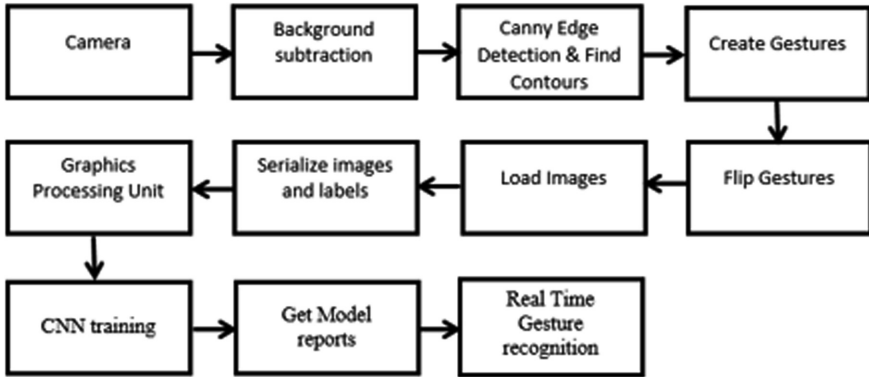 Camera
Background
subtraction
Canny Edge
Detection & Find
Contours
Create Gestures
Flip Gestures
Load Images
Serialize images
and labels
Graphics
Processing Unit
CNN training
Get Model
reports
Real Time
Gesture
recognition